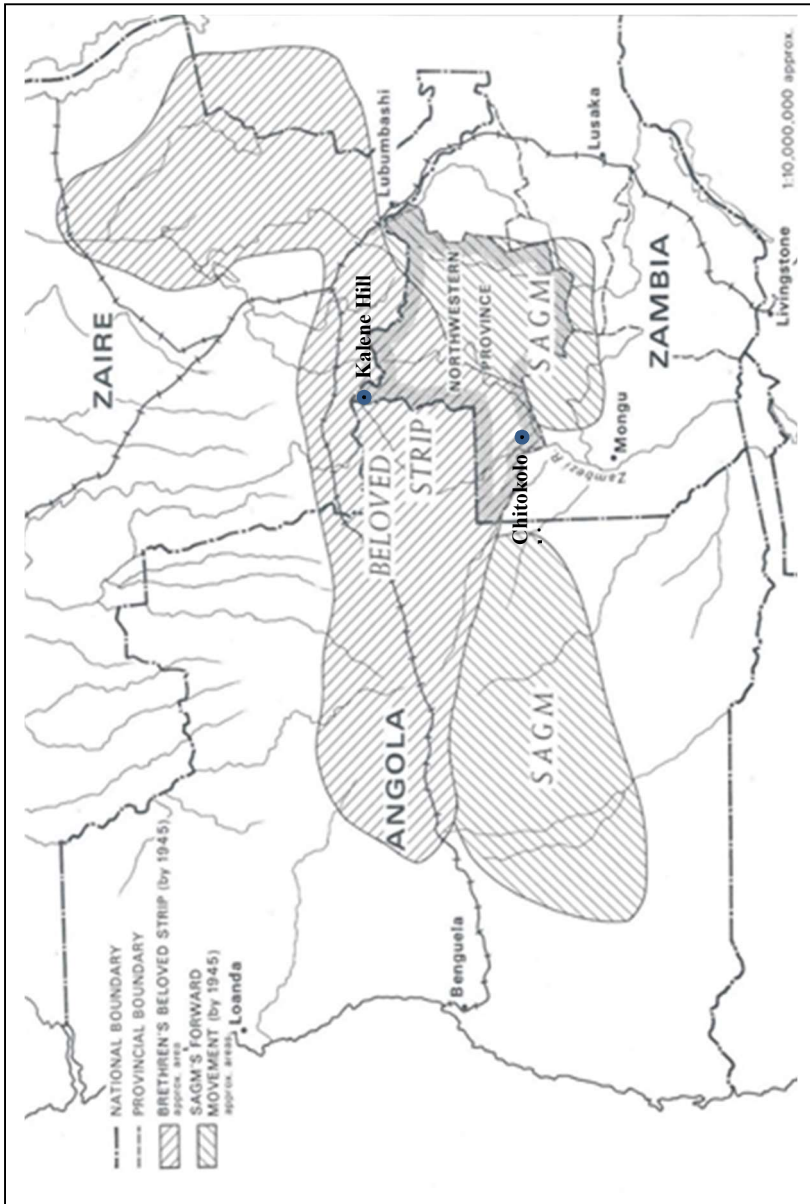 NATIONAL BOUNDARY
PROVINCIAL BOUNDARY
BRETHREN'S BELOVED STRIP (by 1945)
approx. area
SAGM'S FORWARD
MOVEMENT (by 1945)
approx. areas
Loanda
Benguela
ANGOLA
SAGM
BELOVED
STRIP
ZAIRE
Kalene Hill
Chitokolo
Zambezi R.
Mongu
NORTHWESTERN
PROVINCE
SAGM
Lubumbashi
ZAMBIA
Lusaka
Livingstone
1:10,000,000 approx.